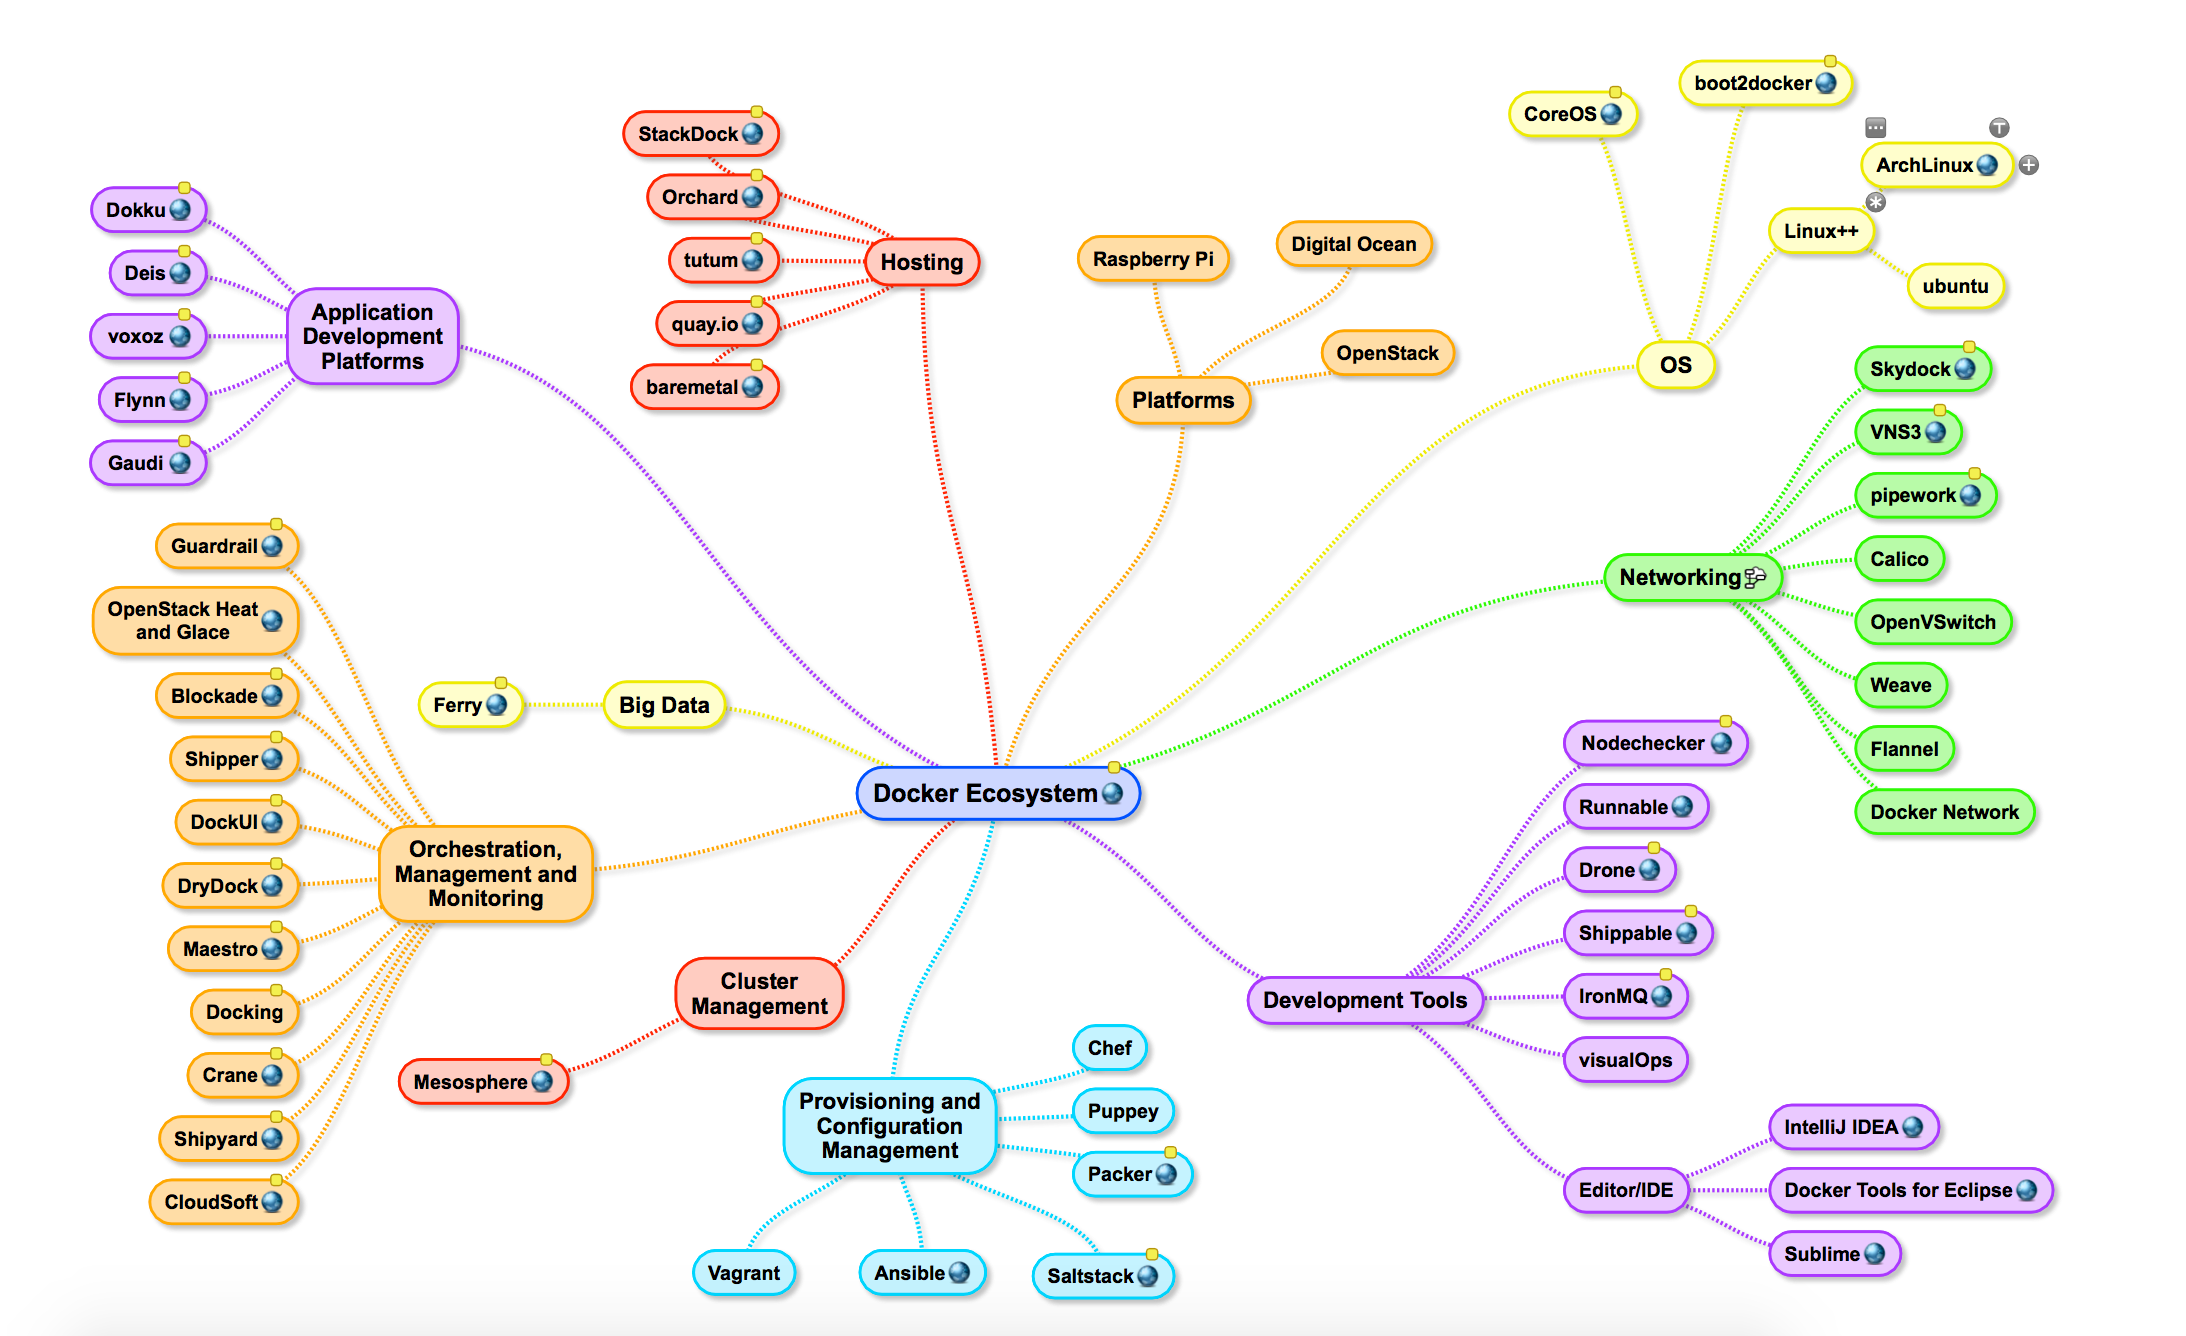 boot2docker
CoreOS
StackDock
ArchLinux
Orchard
Dokku
Linux++
Digital Ocean
Raspberry Pi
tutum
Hosting
Deis
ubuntu
Application
Development
Platforms
quay.io
voxoz
OpenStack
OS
Skydock
baremetal
Flynn
Platforms
VNS3
Gaudi
pipework
Guardrail
Calico
Networking
OpenStack Heat
and Glace
OpenVSwitch
Weave
Blockade
Ferry
Big Data
Nodechecker
Flannel
Shipper
Docker Ecosystem
Runnable
Docker Network
DockUI
Orchestration,
Management and
Monitoring
Drone
DryDock
Shippable
Maestro
Cluster
Management
Development Tools
IronMQ
Docking
Chef
visualOps
Crane
Mesosphere
Provisioning and
Configuration
Management
Puppey
IntelliJ IDEA
Shipyard
Packer
Editor/IDE
Docker Tools for Eclipse
CloudSoft
Sublime
Vagrant
Ansible
Saltstack